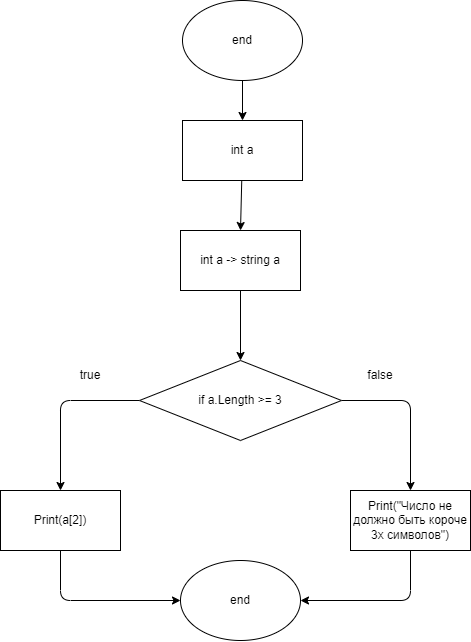 end
int a
int a -> string a
true
false
if a.Length >= 3
Print(a[2])
Print("Число не
должно быть короче
3х символов")
end